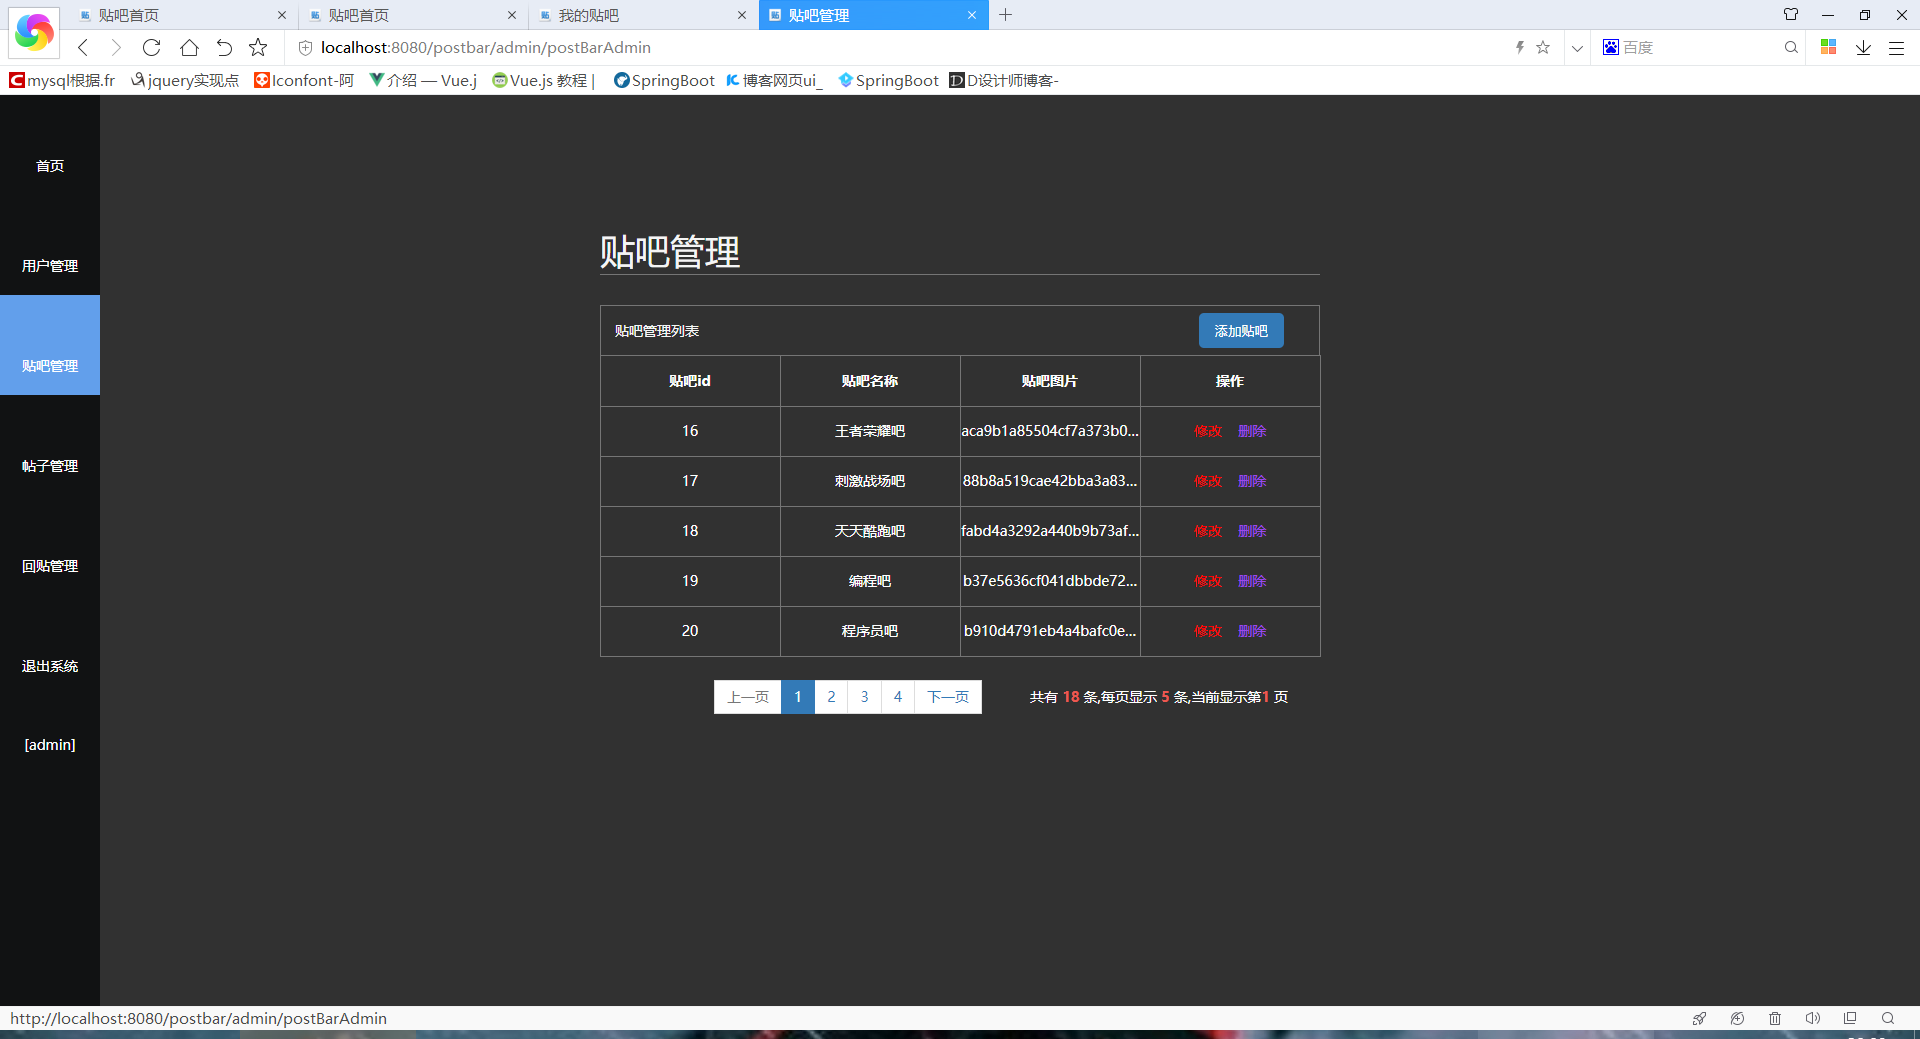 贴吧首页
贴吧首页
我的贴吧
贴吧管理
localhost:8080/postbar/admin/postBarAdmin
百度
mysql根据.fr
jquery实现点
Iconfont-阿
介绍 — Vue.j
Vue.js 教程 |
SpringBoot
博客网页ui_
SpringBoot
D设计师博客-
首页
用户管理
贴吧管理
帖子管理
回贴管理
退出系统
[admin]
贴吧管理
贴吧管理列表
添加贴吧
贴吧id 贴吧名称 贴吧图片 操作
16 王者荣耀吧 aca9b1a85504cf7a373b0... 修改 删除
17 刺激战场吧 88b8a519cae42bba3a83... 修改 删除
18 天天酷跑吧 fabd4a3292a440b9b73af... 修改 删除
19 编程吧 b37e5636cf041dbbde72... 修改 删除
20 程序员吧 b910d4791eb4a4bafc0e... 修改 删除
上一页 1 2 3 4 下一页
共有 18 条,每页显示 5 条,当前显示第1 页
http://localhost:8080/postbar/admin/postBarAdmin